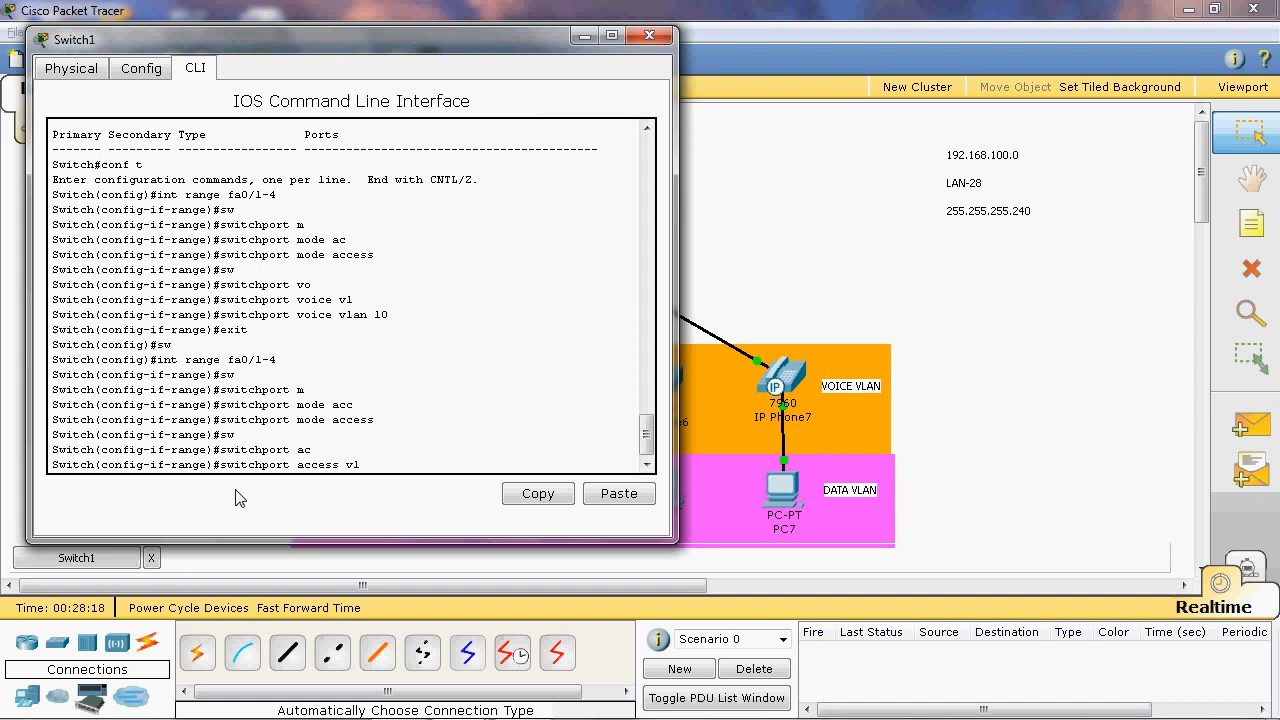 Cisco Packet Tracer
Switch1
Physical
Config
CLI
IOS Command Line Interface
Primary Secondary Type Ports
------- --------- ----------------- ------------------------------------------
Switch#conf t
Enter configuration commands, one per line. End with CNTL/Z.
Switch(config)#int range fa0/1-4
Switch(config-if-range)#sw
Switch(config-if-range)#switchport m
Switch(config-if-range)#switchport mode ac
Switch(config-if-range)#switchport mode access
Switch(config-if-range)#sw
Switch(config-if-range)#switchport vo
Switch(config-if-range)#switchport voice vl
Switch(config-if-range)#switchport voice vlan 10
Switch(config-if-range)#exit
Switch(config)#sw
Switch(config)#int range fa0/1-4
Switch(config-if-range)#sw
Switch(config-if-range)#switchport m
Switch(config-if-range)#switchport mode acc
Switch(config-if-range)#switchport mode access
Switch(config-if-range)#sw
Switch(config-if-range)#switchport ac
Switch(config-if-range)#switchport access vl
Copy
Paste
Switch1
X
New Cluster
Move Object
Set Tiled Background
Viewport
192.168.100.0
LAN-28
255.255.255.240
IP
7960
IP Phone7
VOICE VLAN
PC-PT
PC7
DATA VLAN
Time: 00:28:18
Power Cycle Devices
Fast Forward Time
Realtime
Connections
Automatically Choose Connection Type
Scenario 0
New
Delete
Toggle PDU List Window
Fire
Last Status
Source
Destination
Type
Color
Time (sec)
Periodic